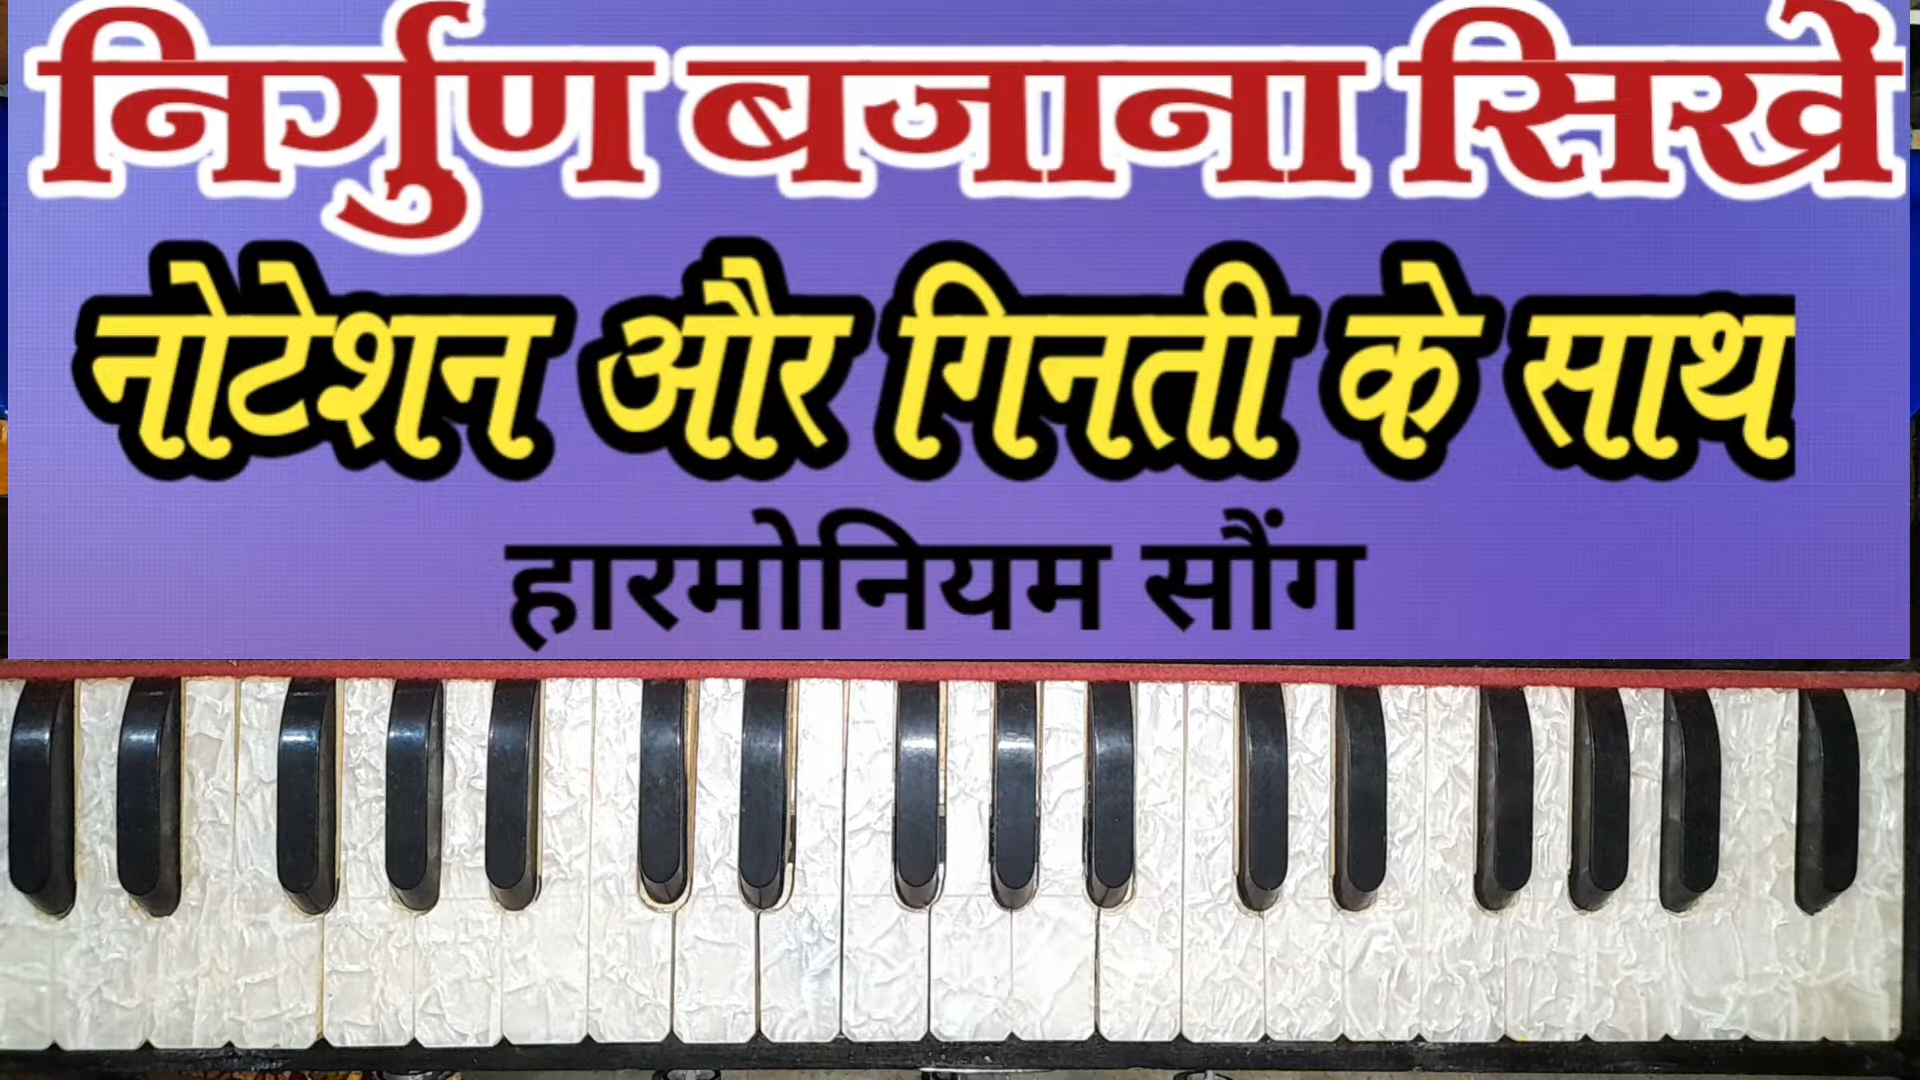 निर्गुण बजाना सिखें
नोटेशन और गिनती के साथ
हारमोनियम सौंग